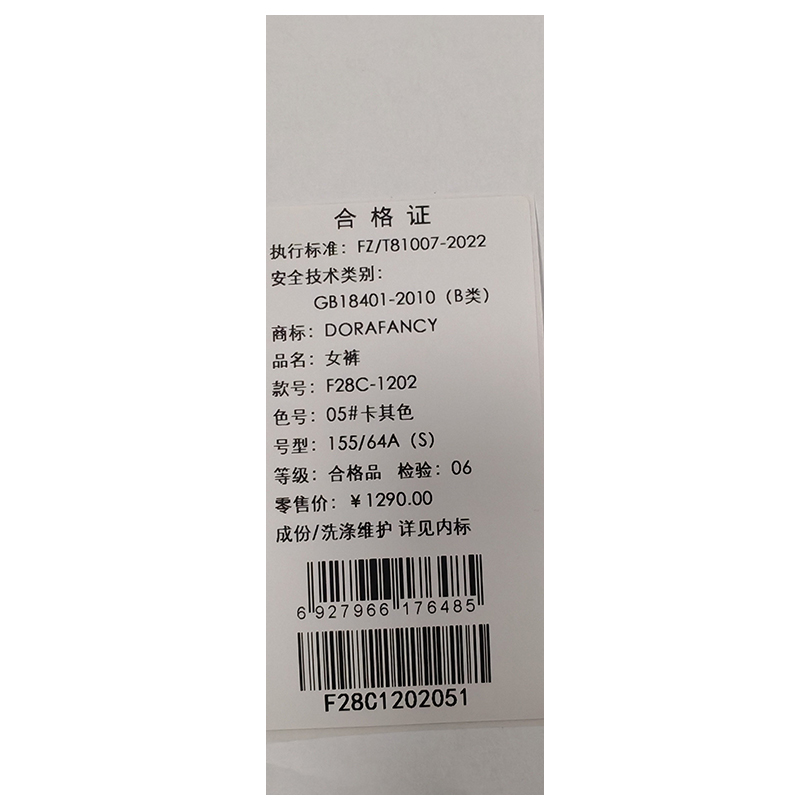 合格证
执行标准：FZ/T81007-2022
安全技术类别：
GB18401-2010（B类）
商标：DORAFANCY
品名：女裤
款号：F28C-1202
色号：05#卡其色
号型：155/64A（S）
等级：合格品 检验：06
零售价：￥1290.00
成份/洗涤维护 详见内标
6 927966 176485
F28C1202051